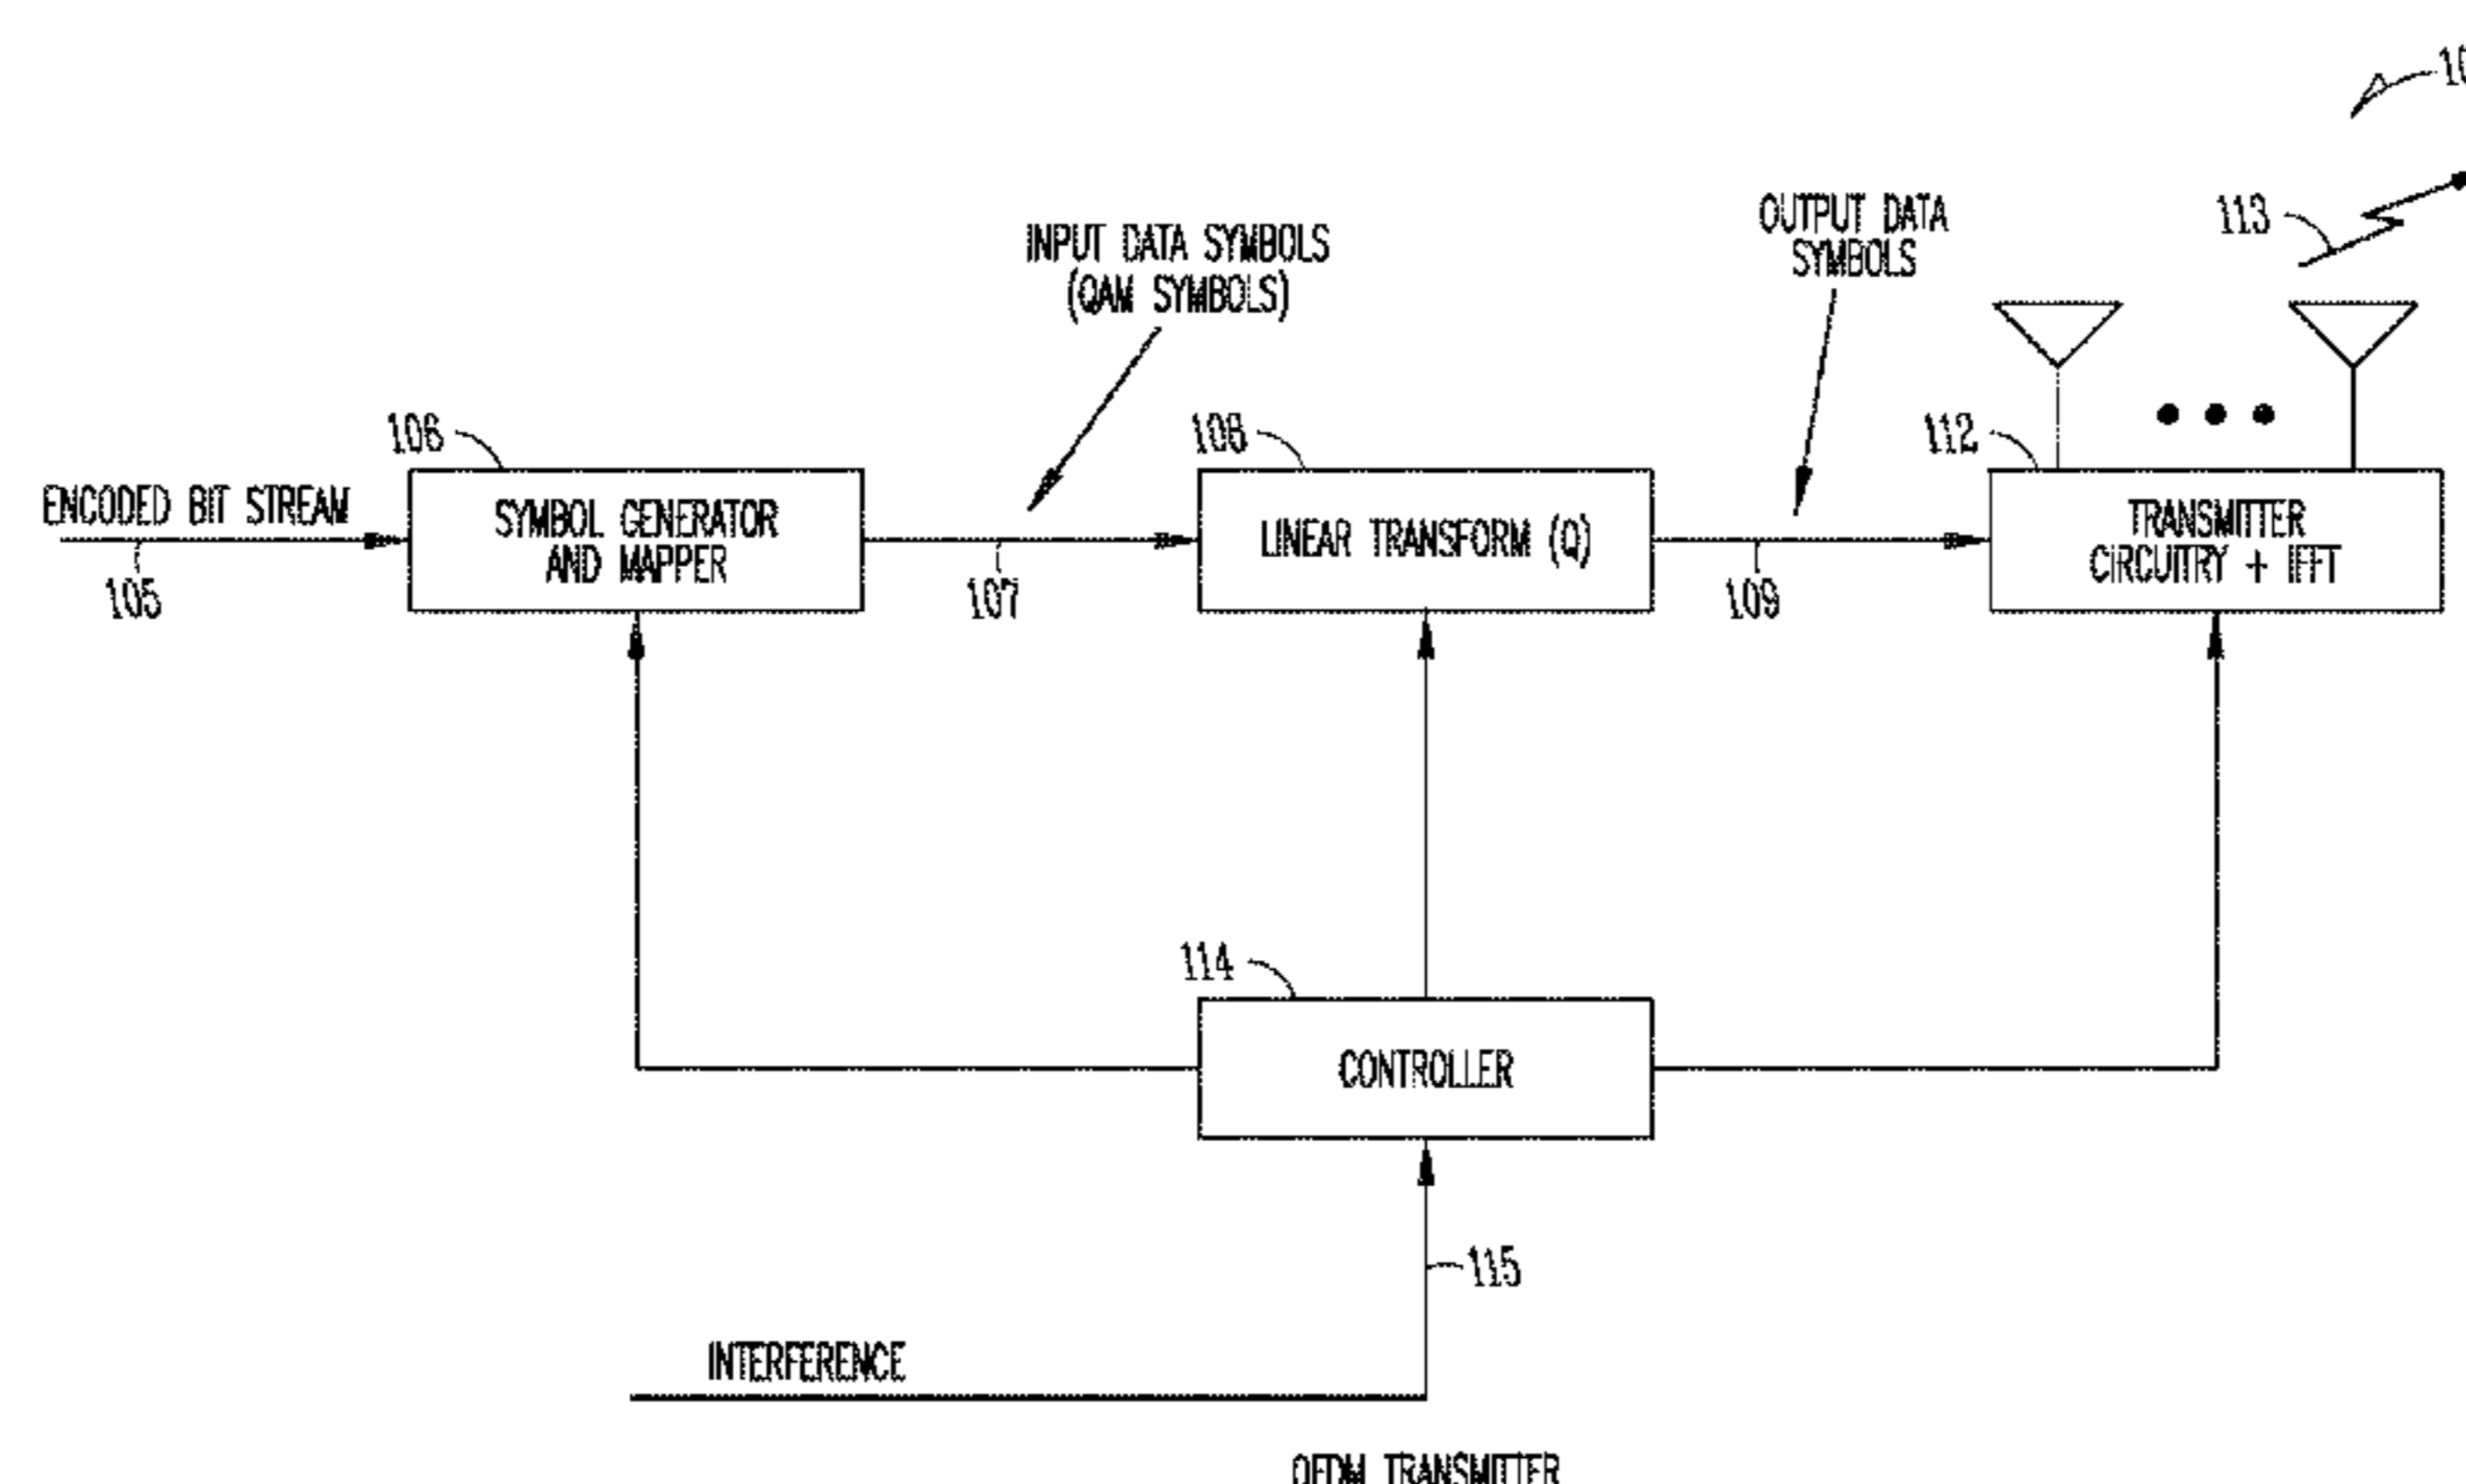 113
INPUT DATA SYMBOLS
(QAM SYMBOLS)
OUTPUT DATA
SYMBOLS
106
108
112
ENCODED BIT STREAM
SYMBOL GENERATOR
AND MAPPER
LINEAR TRANSFORM (Q)
TRANSMITTER
CIRCUITRY + IFFT
105
107
109
114
CONTROLLER
115
INTERFERENCE
OFDM TRANSMITTER